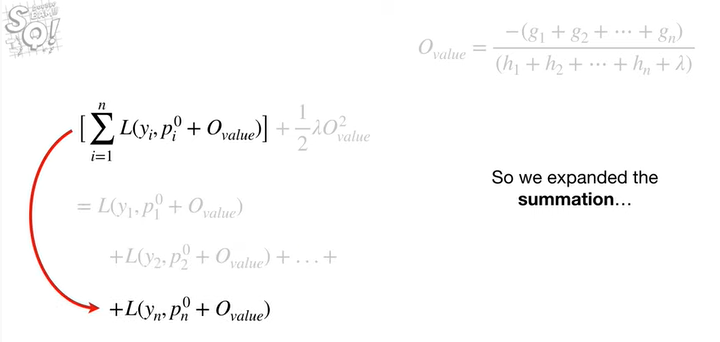 SQ!
O_value = -(g_1 + g_2 + ⋯ + g_n) / (h_1 + h_2 + ⋯ + h_n + λ)
[∑_{i=1}^{n} L(y_i, p_i^0 + O_value)] + 1/2 λO_value^2
So we expanded the
summation…
= L(y_1, p_1^0 + O_value)
+L(y_2, p_2^0 + O_value) + … +
+L(y_n, p_n^0 + O_value)